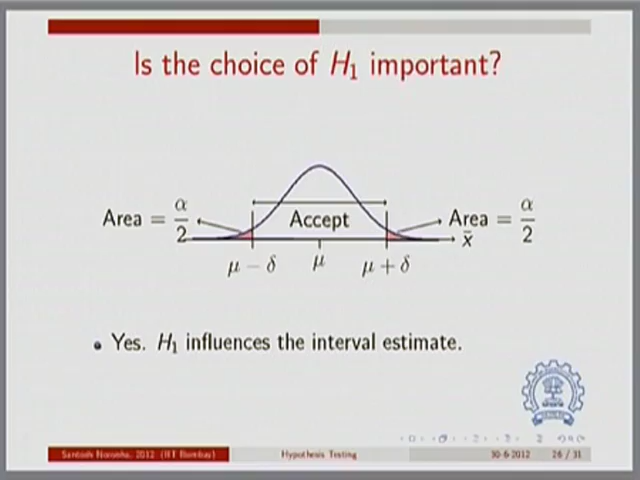 Is the choice of H₁ important?
Area = α/2
Accept
Area = α/2
x̄
μ − δ
μ
μ + δ
• Yes. H₁ influences the interval estimate.
Santosh Noronha, 2012 (IIT Bombay)
Hypothesis Testing
30-6-2012
26 / 31